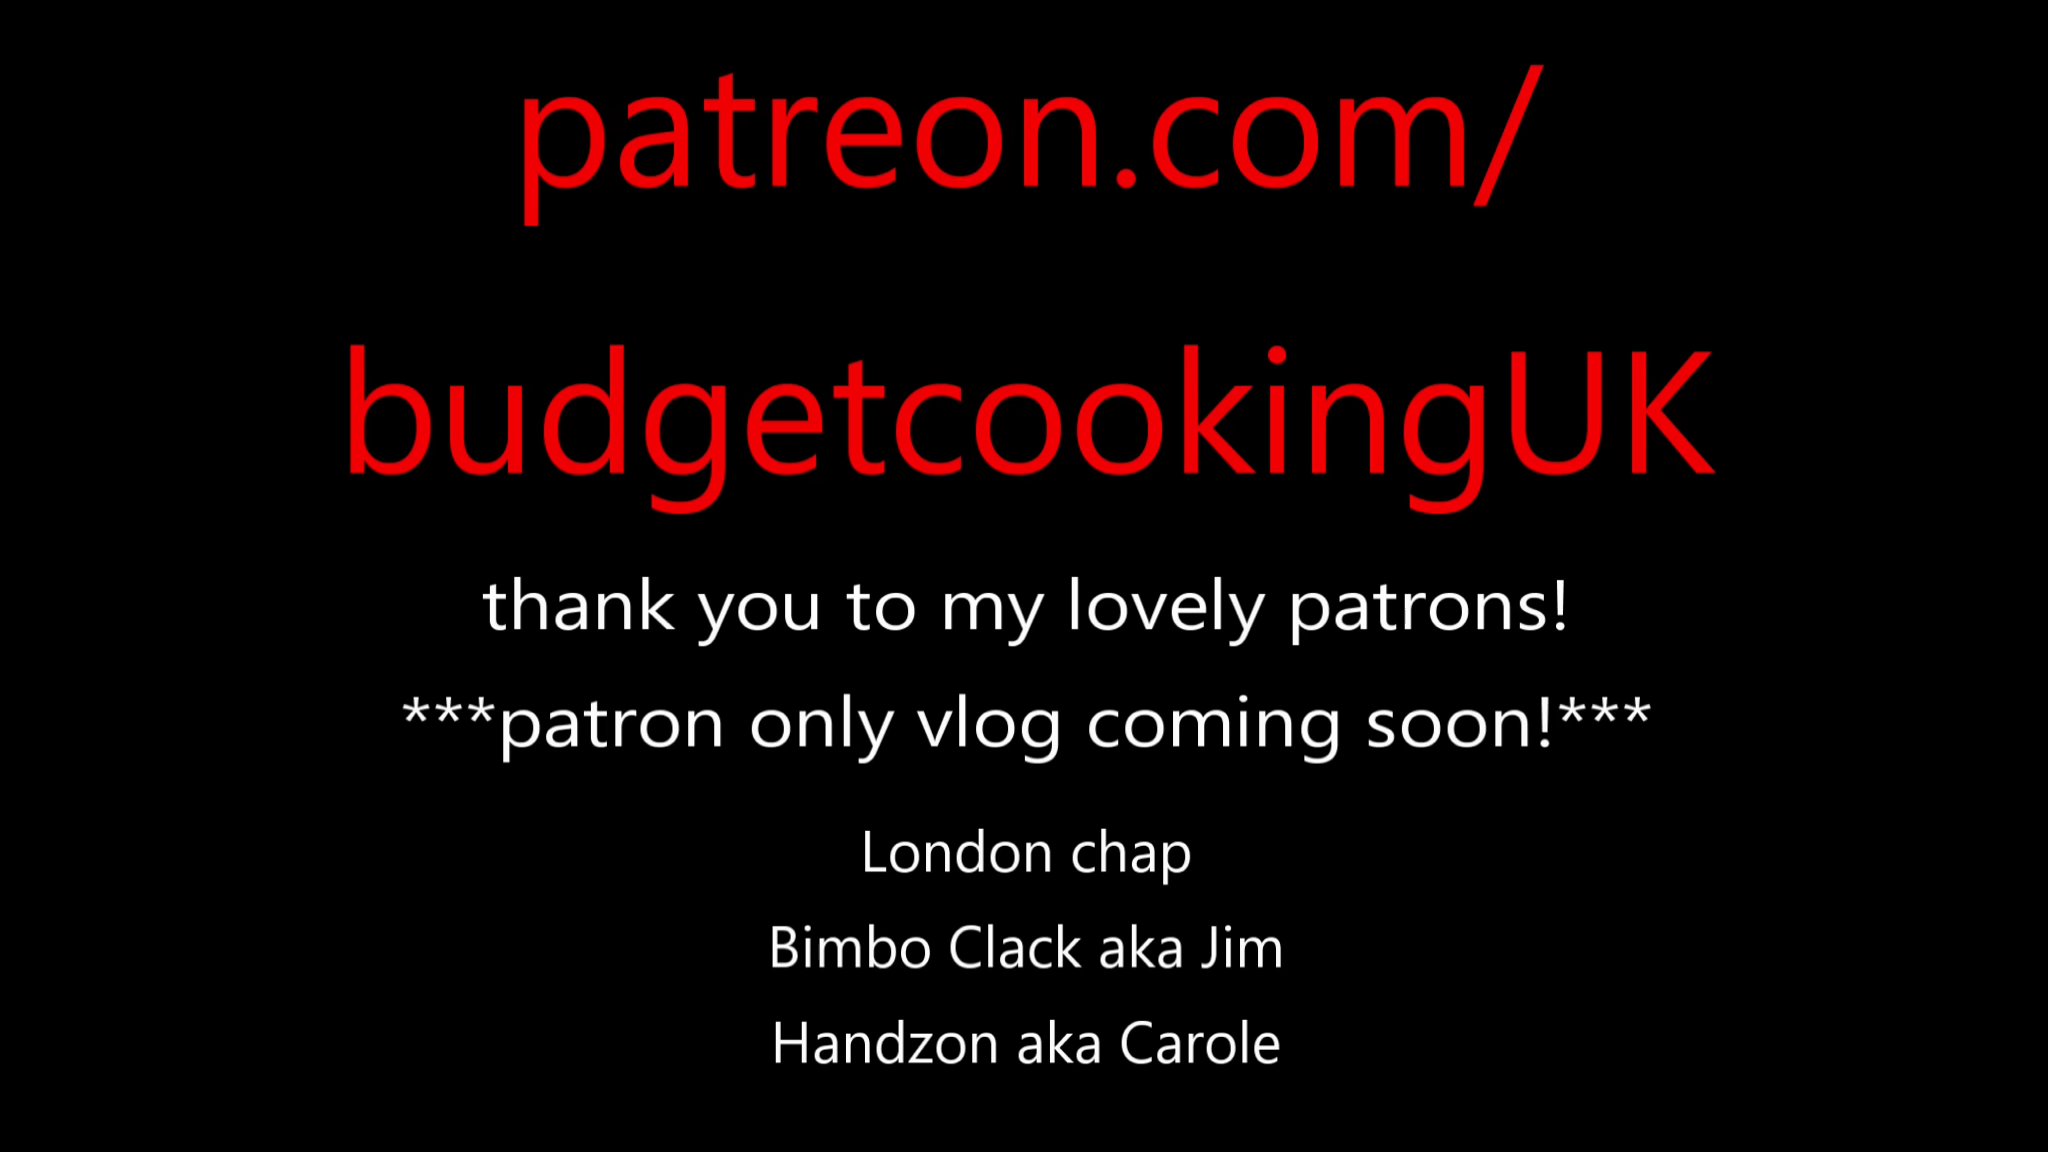 patreon.com/
budgetcookingUK
thank you to my lovely patrons!
***patron only vlog coming soon!***
London chap
Bimbo Clack aka Jim
Handzon aka Carole